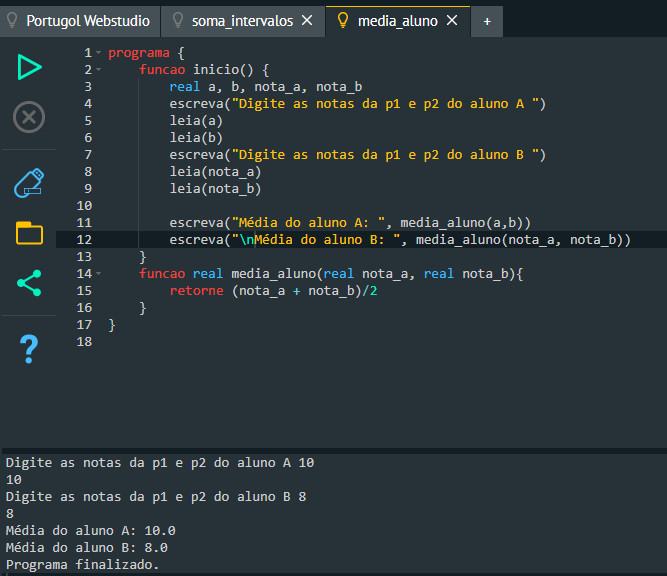 Portugol Webstudio soma_intervalos × media_aluno × +
1 programa {
2 funcao inicio() {
3 real a, b, nota_a, nota_b
4 escreva("Digite as notas da p1 e p2 do aluno A ")
5 leia(a)
6 leia(b)
7 escreva("Digite as notas da p1 e p2 do aluno B ")
8 leia(nota_a)
9 leia(nota_b)
10
11 escreva("Média do aluno A: ", media_aluno(a,b))
12 escreva("\nMédia do aluno B: ", media_aluno(nota_a, nota_b))
13 }
14 funcao real media_aluno(real nota_a, real nota_b){
15 retorne (nota_a + nota_b)/2
16 }
17 }
18
?
Digite as notas da p1 e p2 do aluno A 10
10
Digite as notas da p1 e p2 do aluno B 8
8
Média do aluno A: 10.0
Média do aluno B: 8.0
Programa finalizado.